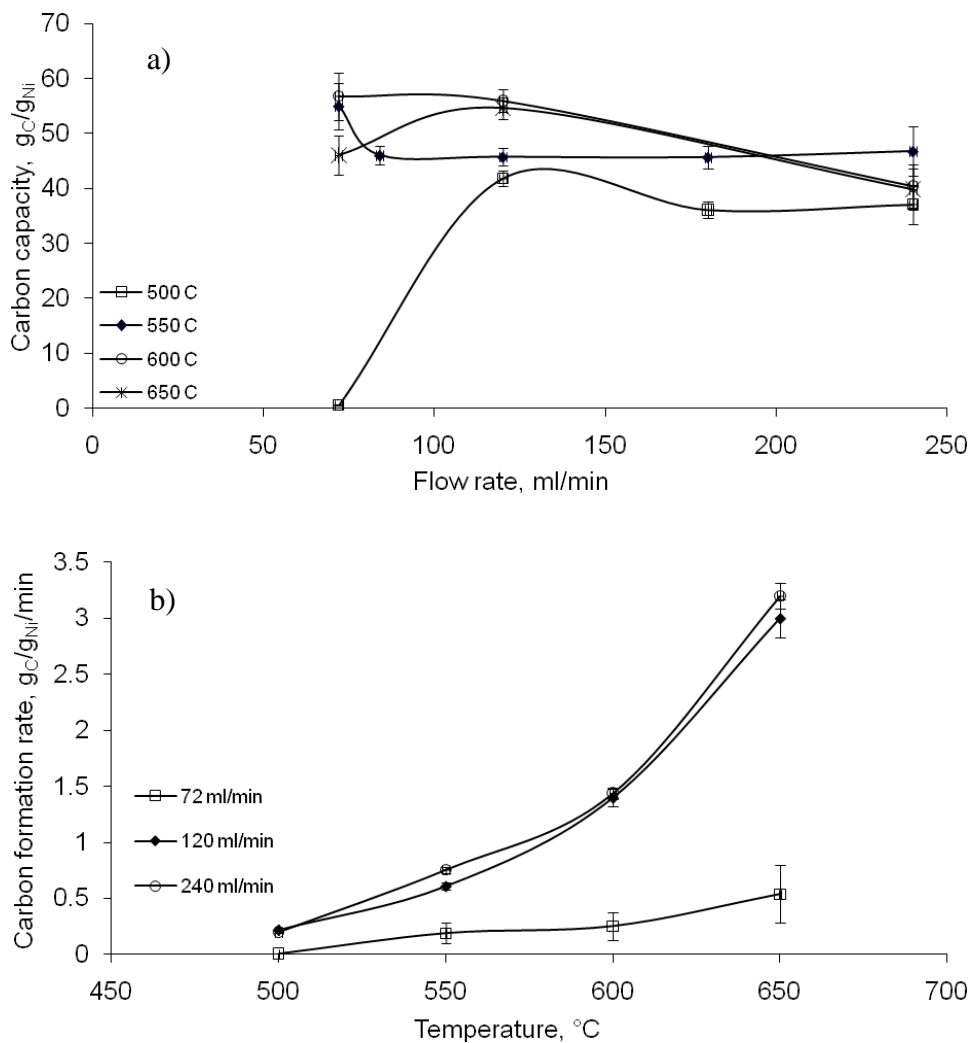 a)
70
60
50
40
30
20
10
0
Carbon capacity, gC/gNi
500 C
550 C
600 C
650 C
0 50 100 150 200 250
Flow rate, ml/min
b)
3.5
3
2.5
2
1.5
1
0.5
0
Carbon formation rate, gC/gNi/min
72 ml/min
120 ml/min
240 ml/min
450 500 550 600 650 700
Temperature, °C